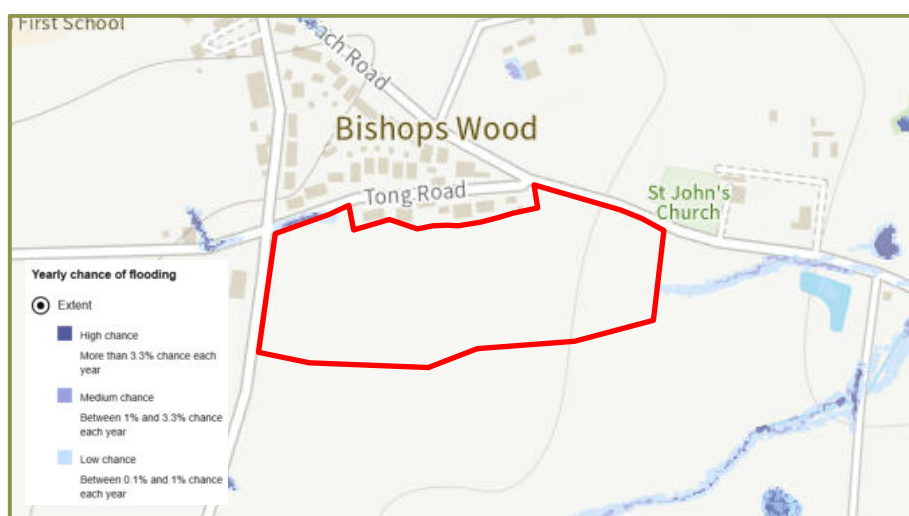 First School
ach Road
Bishops Wood
Tong Road
St John's
Church
Yearly chance of flooding
Extent
High chance
More than 3.3% chance each
year
Medium chance
Between 1% and 3.3% chance
each year
Low chance
Between 0.1% and 1% chance
each year